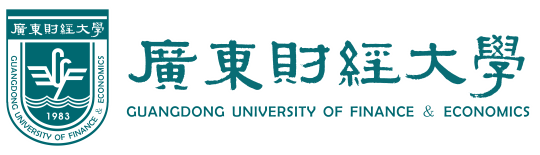 廣東財經大學
GUANGDONG UNIVERSITY OF FINANCE & ECONOMICS
1983
廣東財經大學
GUANGDONG UNIVERSITY OF FINANCE & ECONOMICS